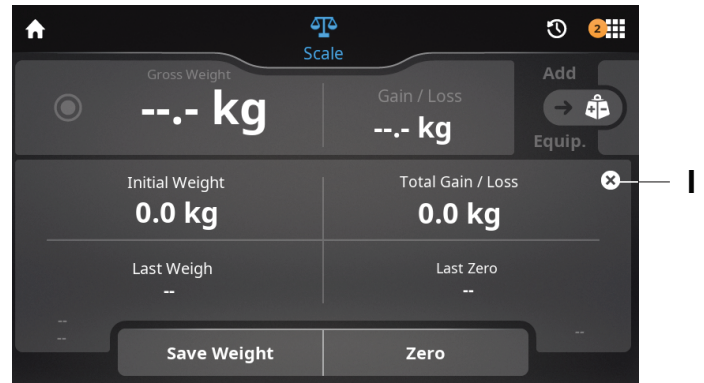 2
Scale
Gross Weight
--.- kg
Gain / Loss
--.- kg
Add
Equip.
Initial Weight
0.0 kg
Total Gain / Loss
0.0 kg
I
Last Weigh
--
Last Zero
--
--
--
--
Save Weight
Zero